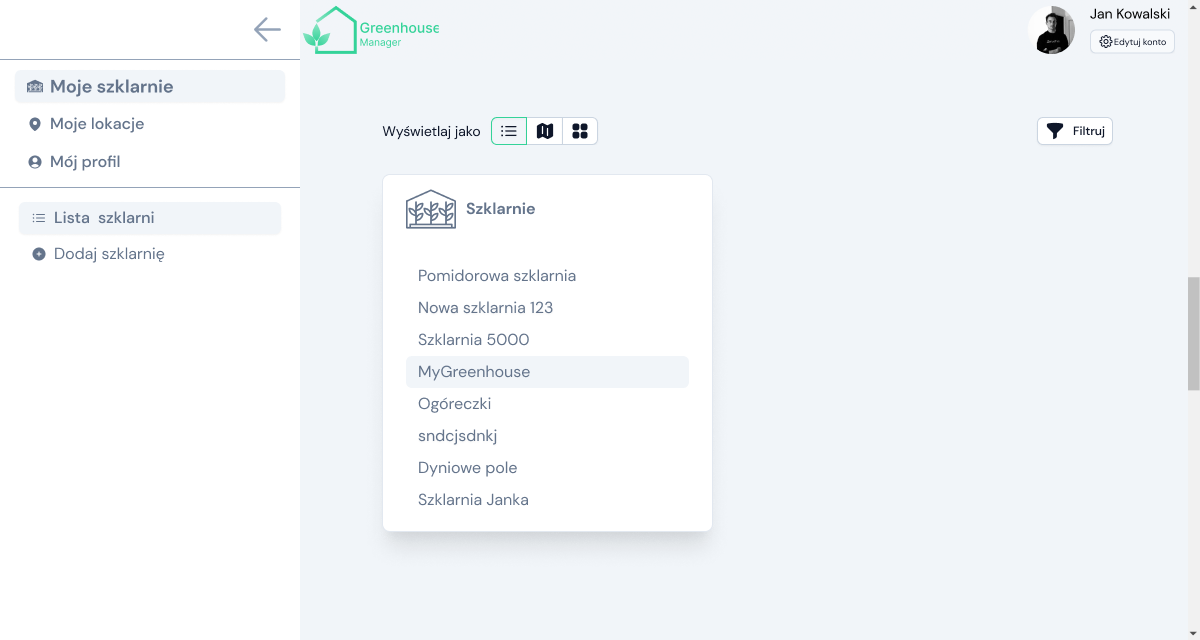 Greenhouse
Manager
Jan Kowalski
Edytuj konto
Moje szklarnie
Moje lokacje
Mój profil
Lista szklarni
Dodaj szklarnię
Wyświetlaj jako
Filtruj
Szklarnie
Pomidorowa szklarnia
Nowa szklarnia 123
Szklarnia 5000
MyGreenhouse
Ogóreczki
sndcjsdnkj
Dyniowe pole
Szklarnia Janka